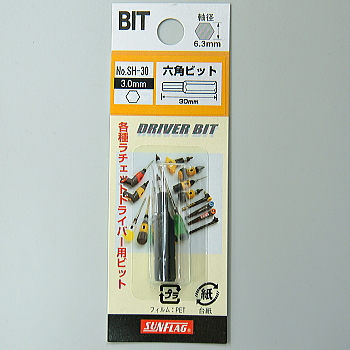 BIT
軸径
6.3mm
No.SH-30
3.0mm
六角ビット
30mm
DRIVER BIT
各種ラチェットドライバー用ビット
プラ
フィルム:PET
紙
台紙
SUNFLAG®